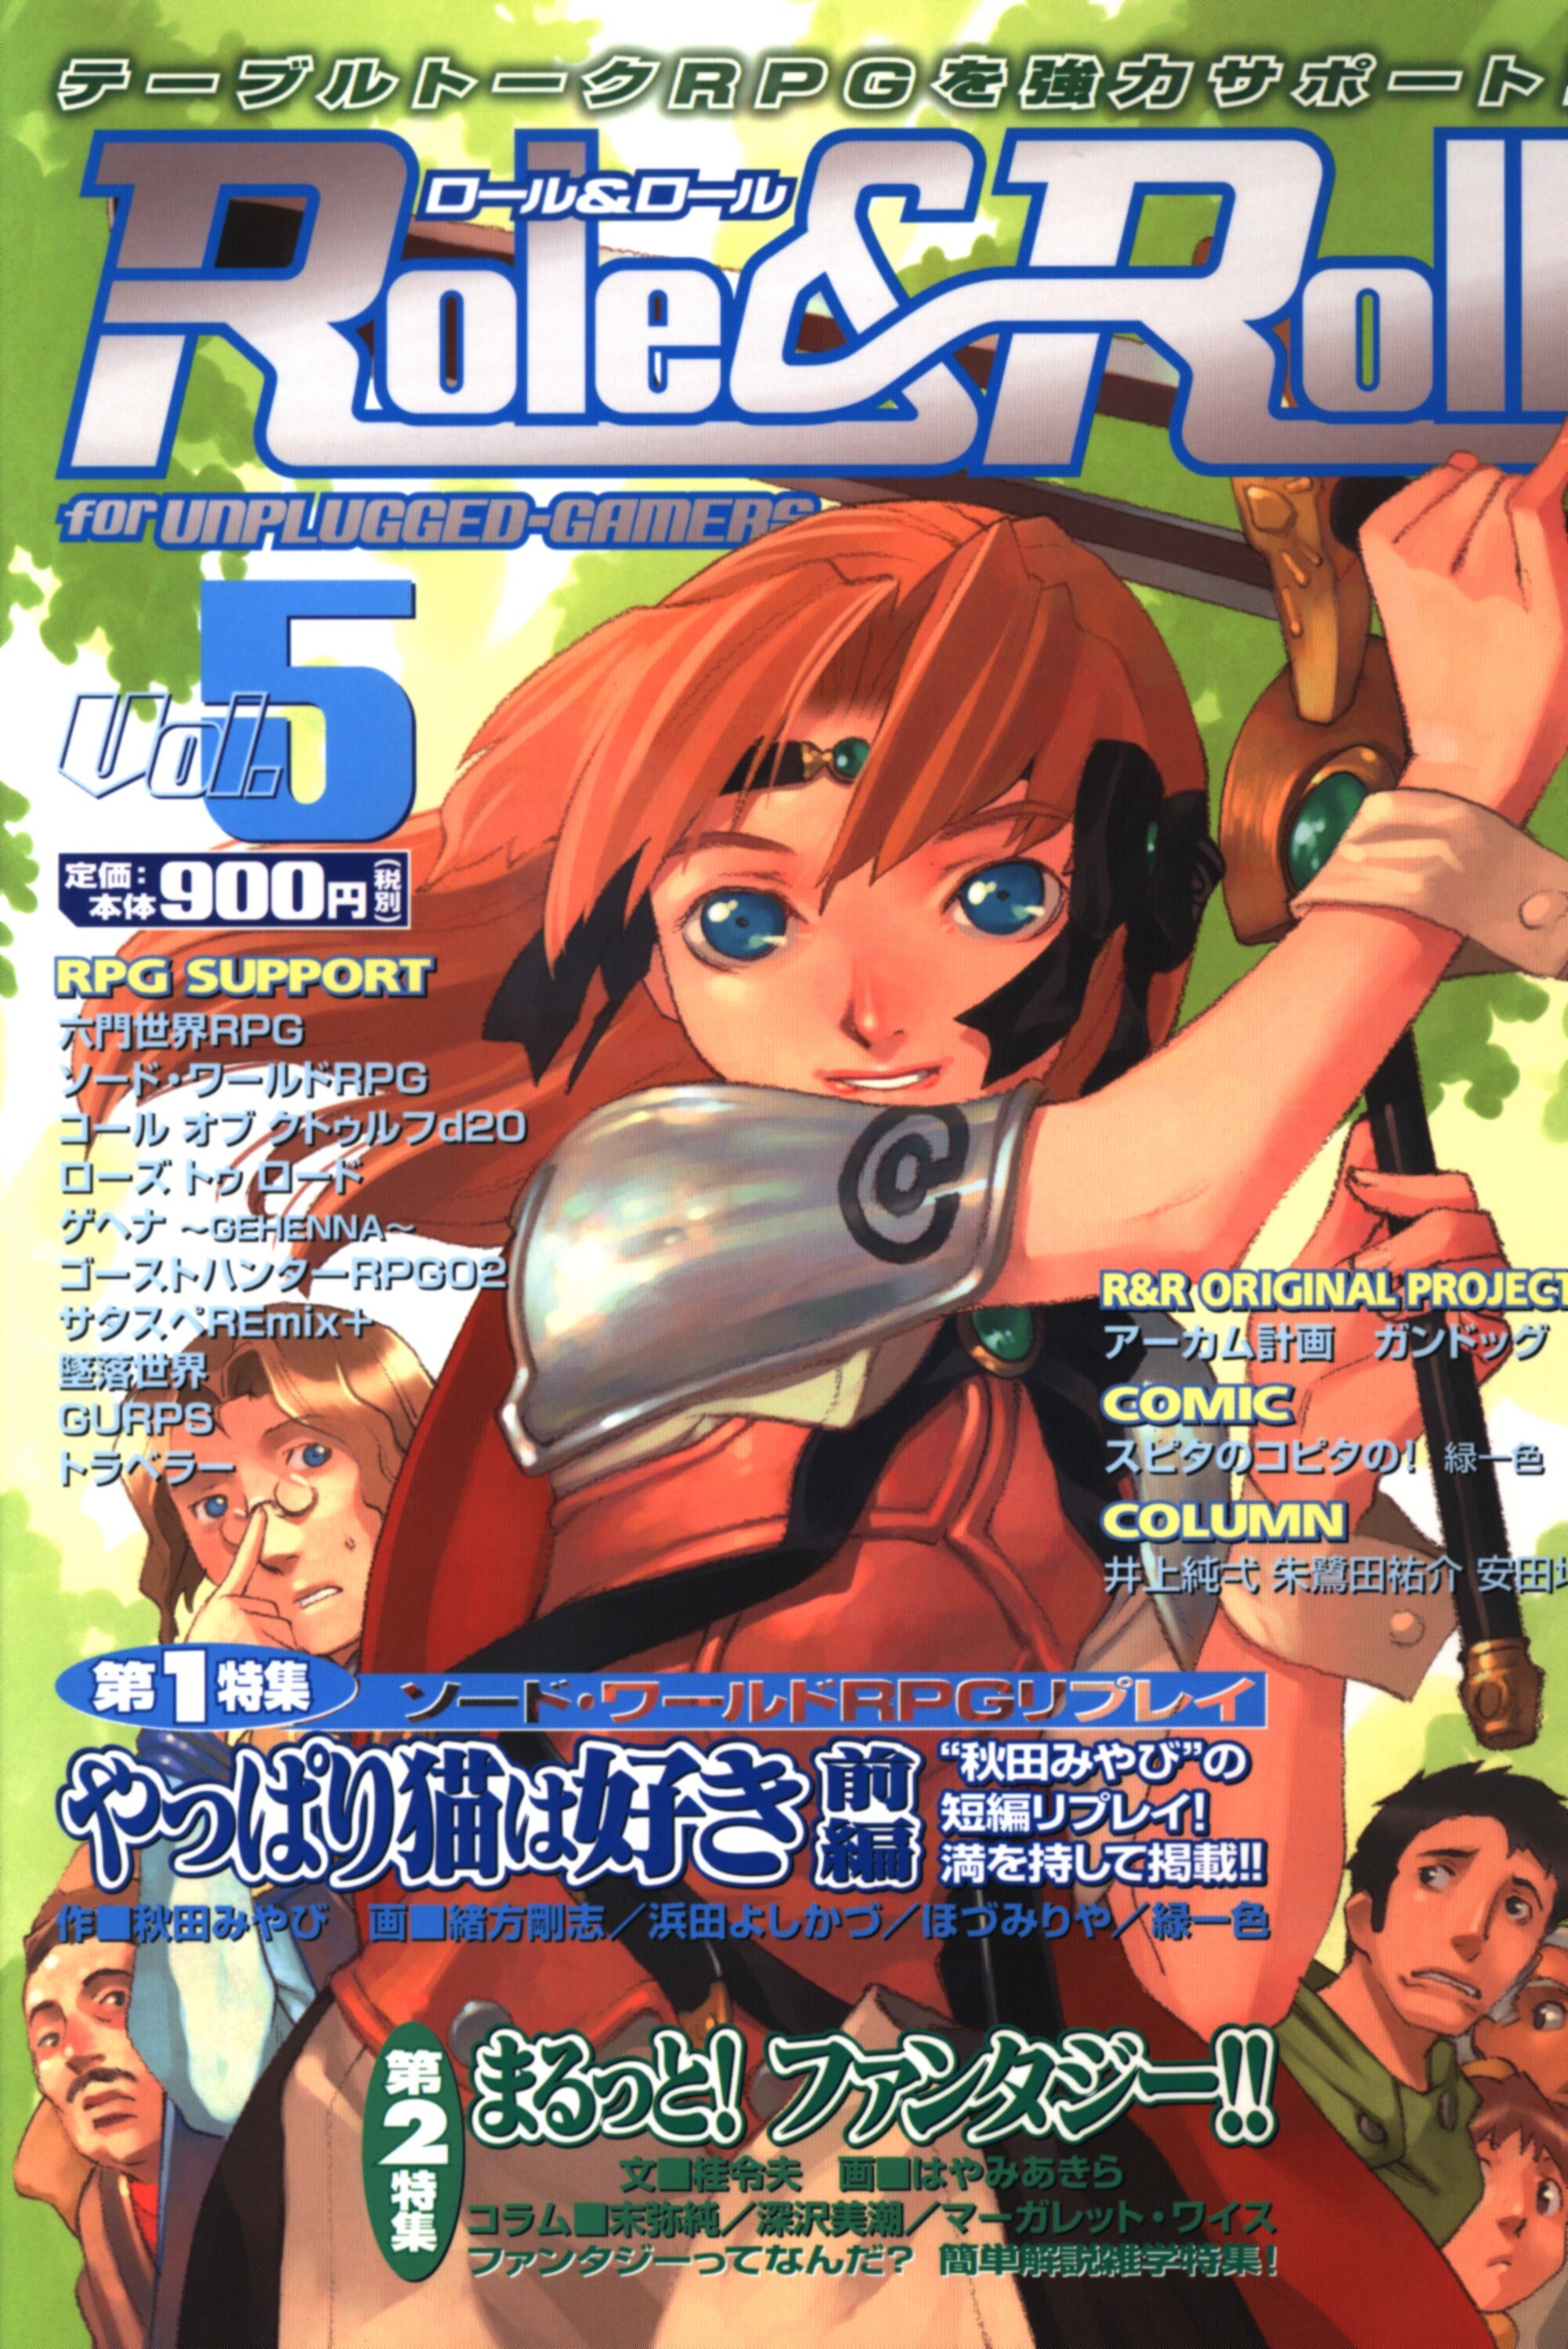 テーブルトークRPGを強力サポート
ロール&ロール
Role&Roll
for UNPLUGGED-GAMERS
Vol.5
定価：本体900円（税別）
RPG SUPPORT
六門世界RPG
ソード・ワールドRPG
コール オブ クトゥルフd20
ローズ トゥ ロード
ゲヘナ ～GEHENNA～
ゴーストハンターRPG02
サタスペREmix＋
墜落世界
GURPS
トラベラー
R&R ORIGINAL PROJECT
アーカム計画　ガンドッグ
COMIC
スピタのコピタの！ 緑一色
COLUMN
井上純弌 朱鷺田祐介 安田
第1特集
ソード・ワールドRPGリプレイ
やっぱり猫は好き 前編
“秋田みやび”の
短編リプレイ！
満を持して掲載!!
作■秋田みやび　画■緒方剛志／浜田よしかづ／ほづみりや／緑一色
第2特集
まるっと！ ファンタジー!!
文■桂令夫　画■はやみあきら
コラム■末弥純／深沢美潮／マーガレット・ワイス
ファンタジーってなんだ？ 簡単解説雑学特集！